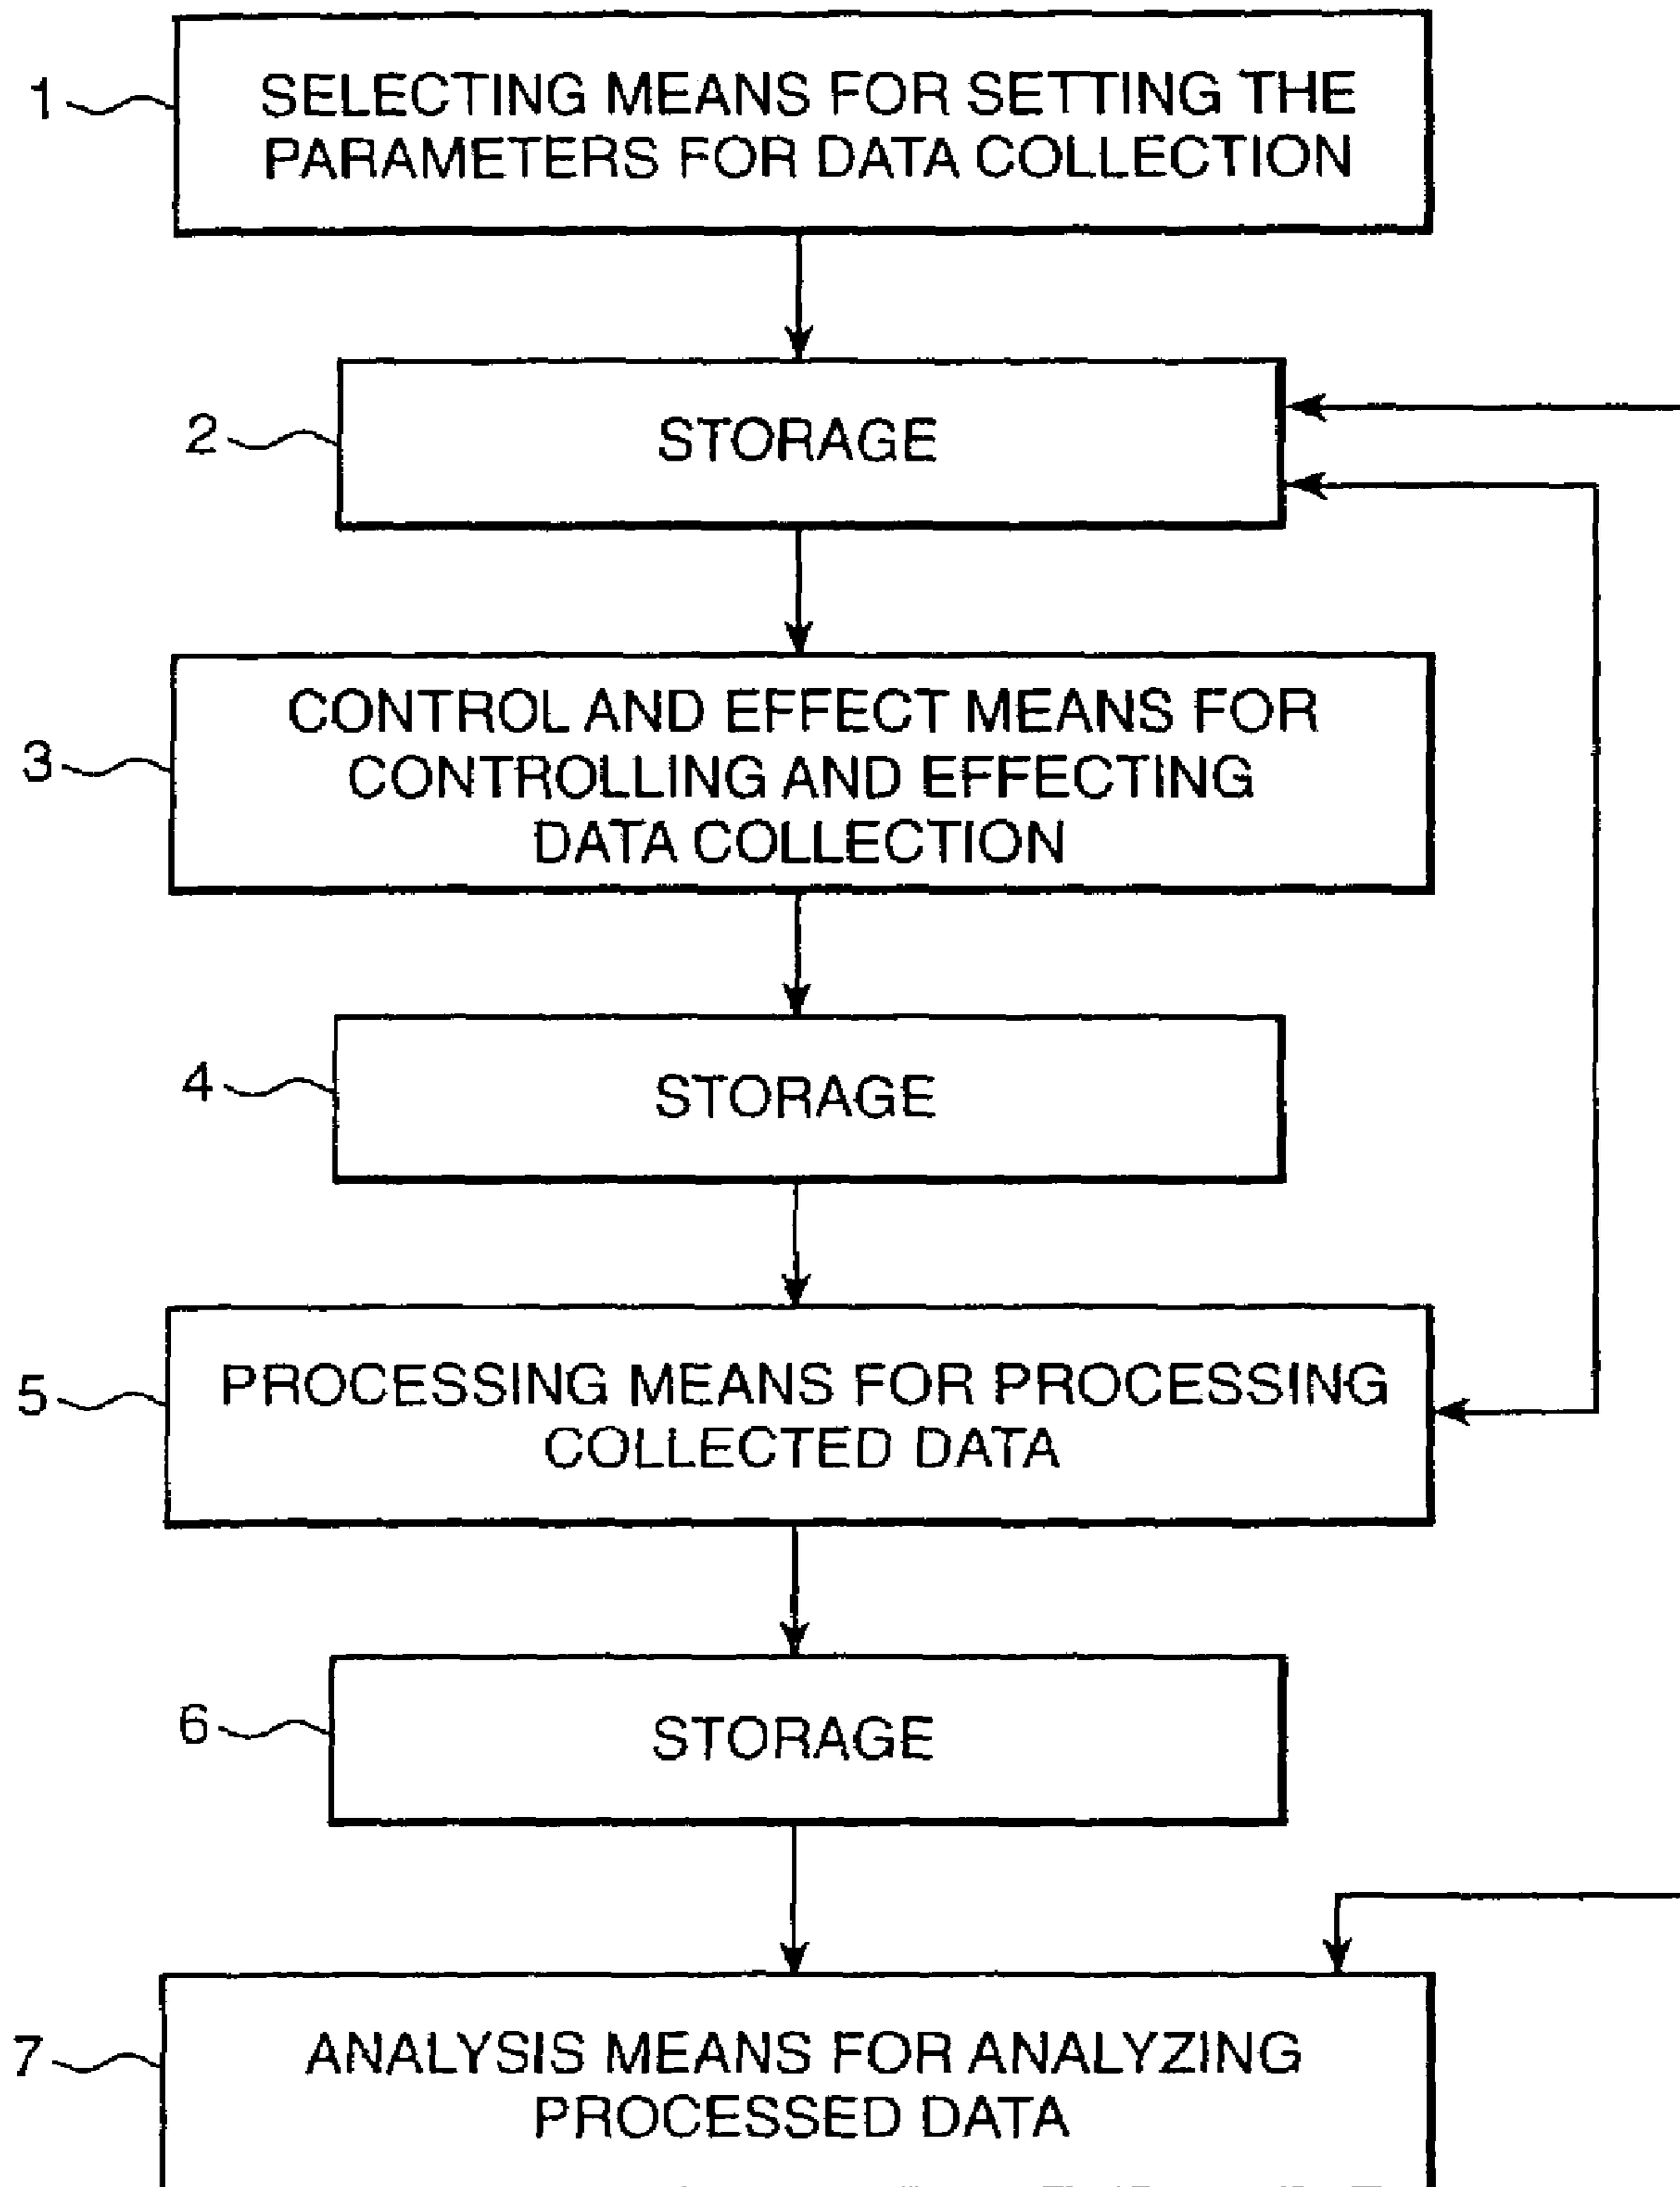 1
SELECTING MEANS FOR SETTING THE
PARAMETERS FOR DATA COLLECTION
2
STORAGE
3
CONTROL AND EFFECT MEANS FOR
CONTROLLING AND EFFECTING
DATA COLLECTION
4
STORAGE
5
PROCESSING MEANS FOR PROCESSING
COLLECTED DATA
6
STORAGE
7
ANALYSIS MEANS FOR ANALYZING
PROCESSED DATA